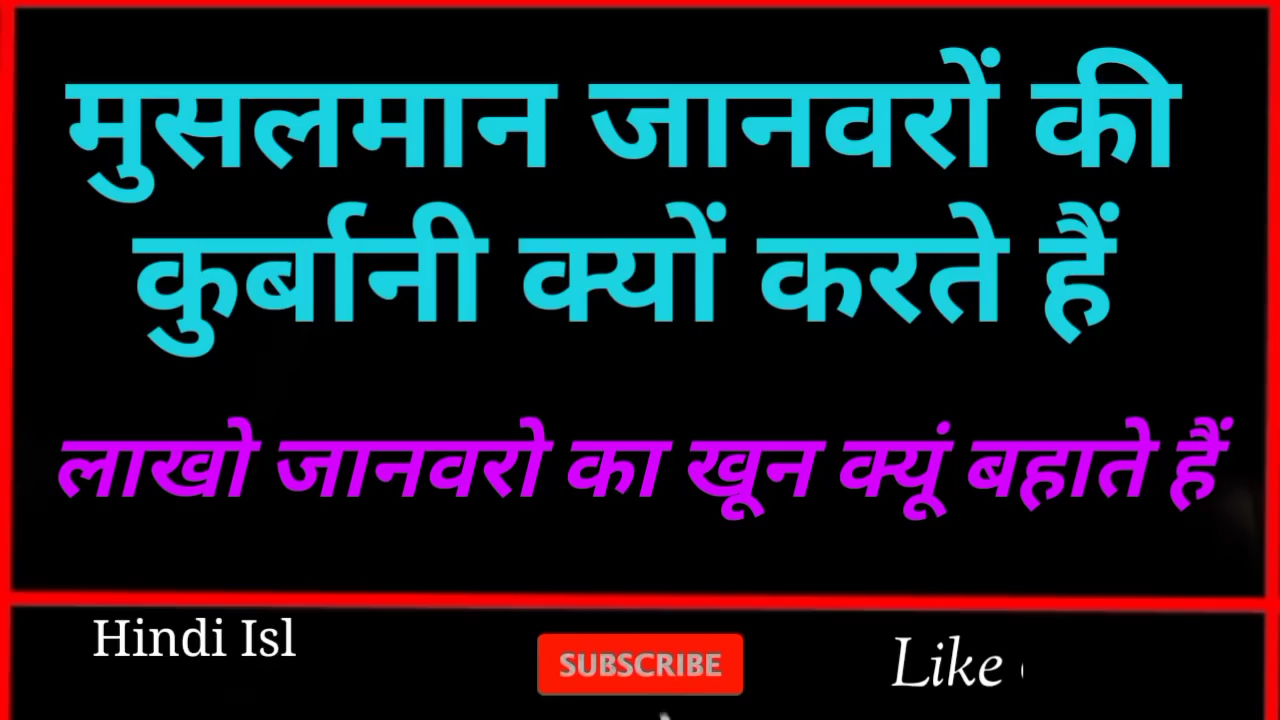 मुसलमान जानवरों की
कुर्बानी क्यों करते हैं
लाखो जानवरो का खून क्यूं बहाते हैं
Hindi Isl
SUBSCRIBE
Like